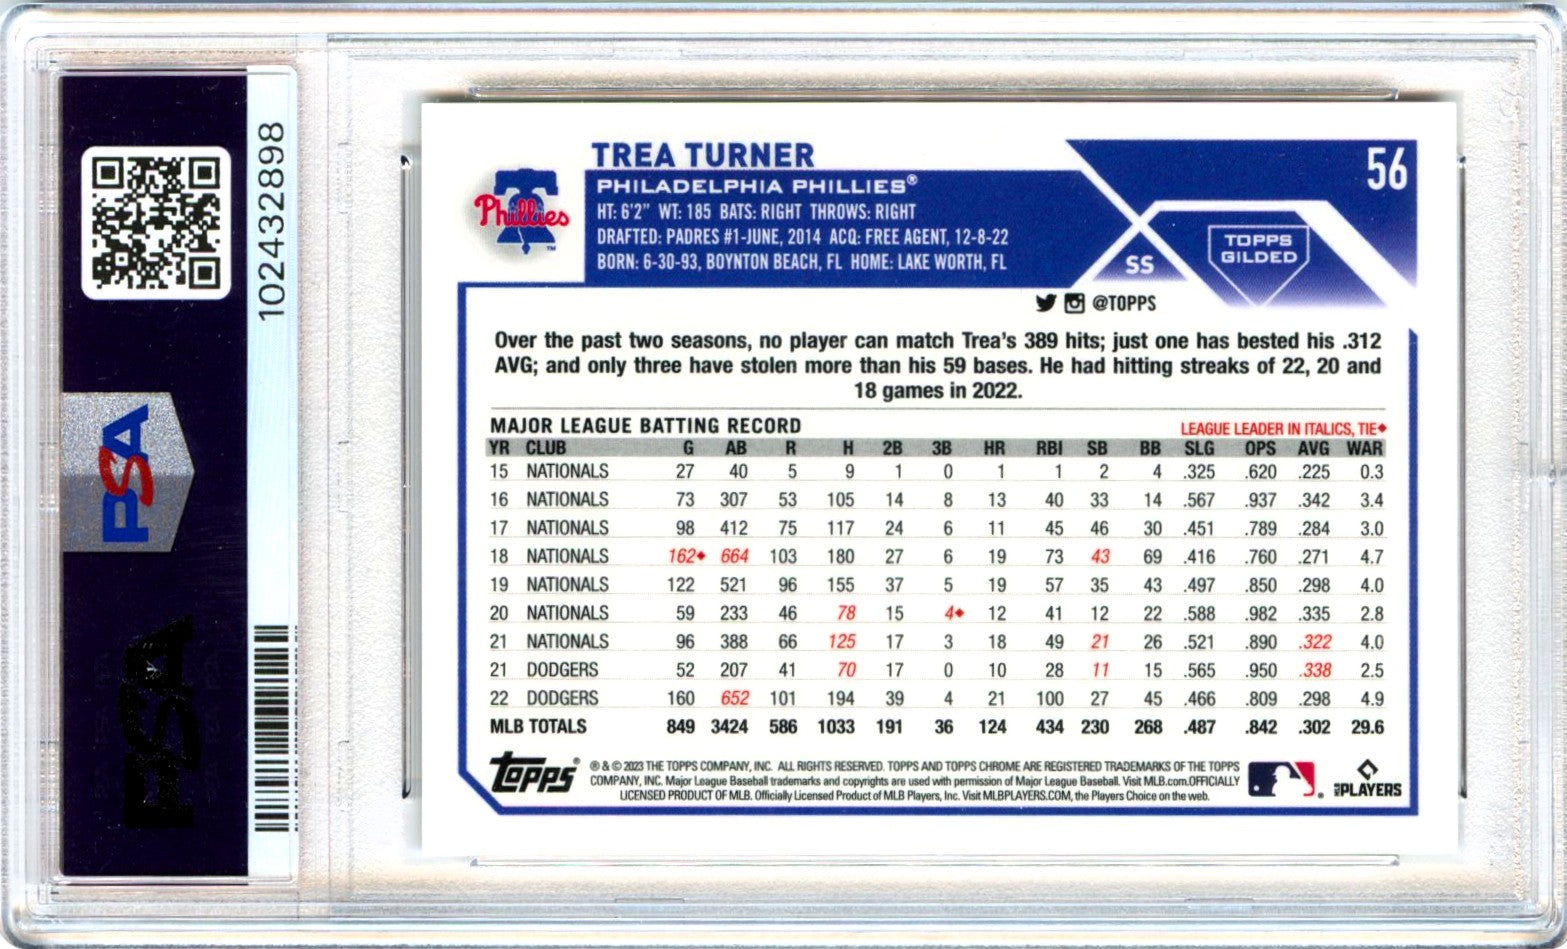 102432898
PSA
TREA TURNER
56
PHILADELPHIA PHILLIES®
Phillies™
HT: 6'2" WT: 185 BATS: RIGHT THROWS: RIGHT
DRAFTED: PADRES #1-JUNE, 2014 ACQ: FREE AGENT, 12-8-22
BORN: 6-30-93, BOYNTON BEACH, FL HOME: LAKE WORTH, FL
SS
TOPPS
GILDED
@TOPPS
Over the past two seasons, no player can match Trea's 389 hits; just one has bested his .312
AVG; and only three have stolen more than his 59 bases. He had hitting streaks of 22, 20 and
18 games in 2022.
MAJOR LEAGUE BATTING RECORD LEAGUE LEADER IN ITALICS, TIE◆
YR CLUB G AB R H 2B 3B HR RBI SB BB SLG OPS AVG WAR
15 NATIONALS 27 40 5 9 1 0 1 1 2 4 .325 .620 .225 0.3
16 NATIONALS 73 307 53 105 14 8 13 40 33 14 .567 .937 .342 3.4
17 NATIONALS 98 412 75 117 24 6 11 45 46 30 .451 .789 .284 3.0
18 NATIONALS 162◆ 664 103 180 27 6 19 73 43 69 .416 .760 .271 4.7
19 NATIONALS 122 521 96 155 37 5 19 57 35 43 .497 .850 .298 4.0
20 NATIONALS 59 233 46 78 15 4◆ 12 41 12 22 .588 .982 .335 2.8
21 NATIONALS 96 388 66 125 17 3 18 49 21 26 .521 .890 .322 4.0
21 DODGERS 52 207 41 70 17 0 10 28 11 15 .565 .950 .338 2.5
22 DODGERS 160 652 101 194 39 4 21 100 27 45 .466 .809 .298 4.9
MLB TOTALS 849 3424 586 1033 191 36 124 434 230 268 .487 .842 .302 29.6
Topps®
® & © 2023 THE TOPPS COMPANY, INC. ALL RIGHTS RESERVED. TOPPS AND TOPPS CHROME ARE REGISTERED TRADEMARKS OF THE TOPPS
COMPANY, INC. Major League Baseball trademarks and copyrights are used with permission of Major League Baseball. Visit MLB.com.OFFICIALLY
LICENSED PRODUCT OF MLB. Officially Licensed Product of MLB Players, Inc. Visit MLBPLAYERS.COM, the Players Choice on the web.
MLB PLAYERS
PSA